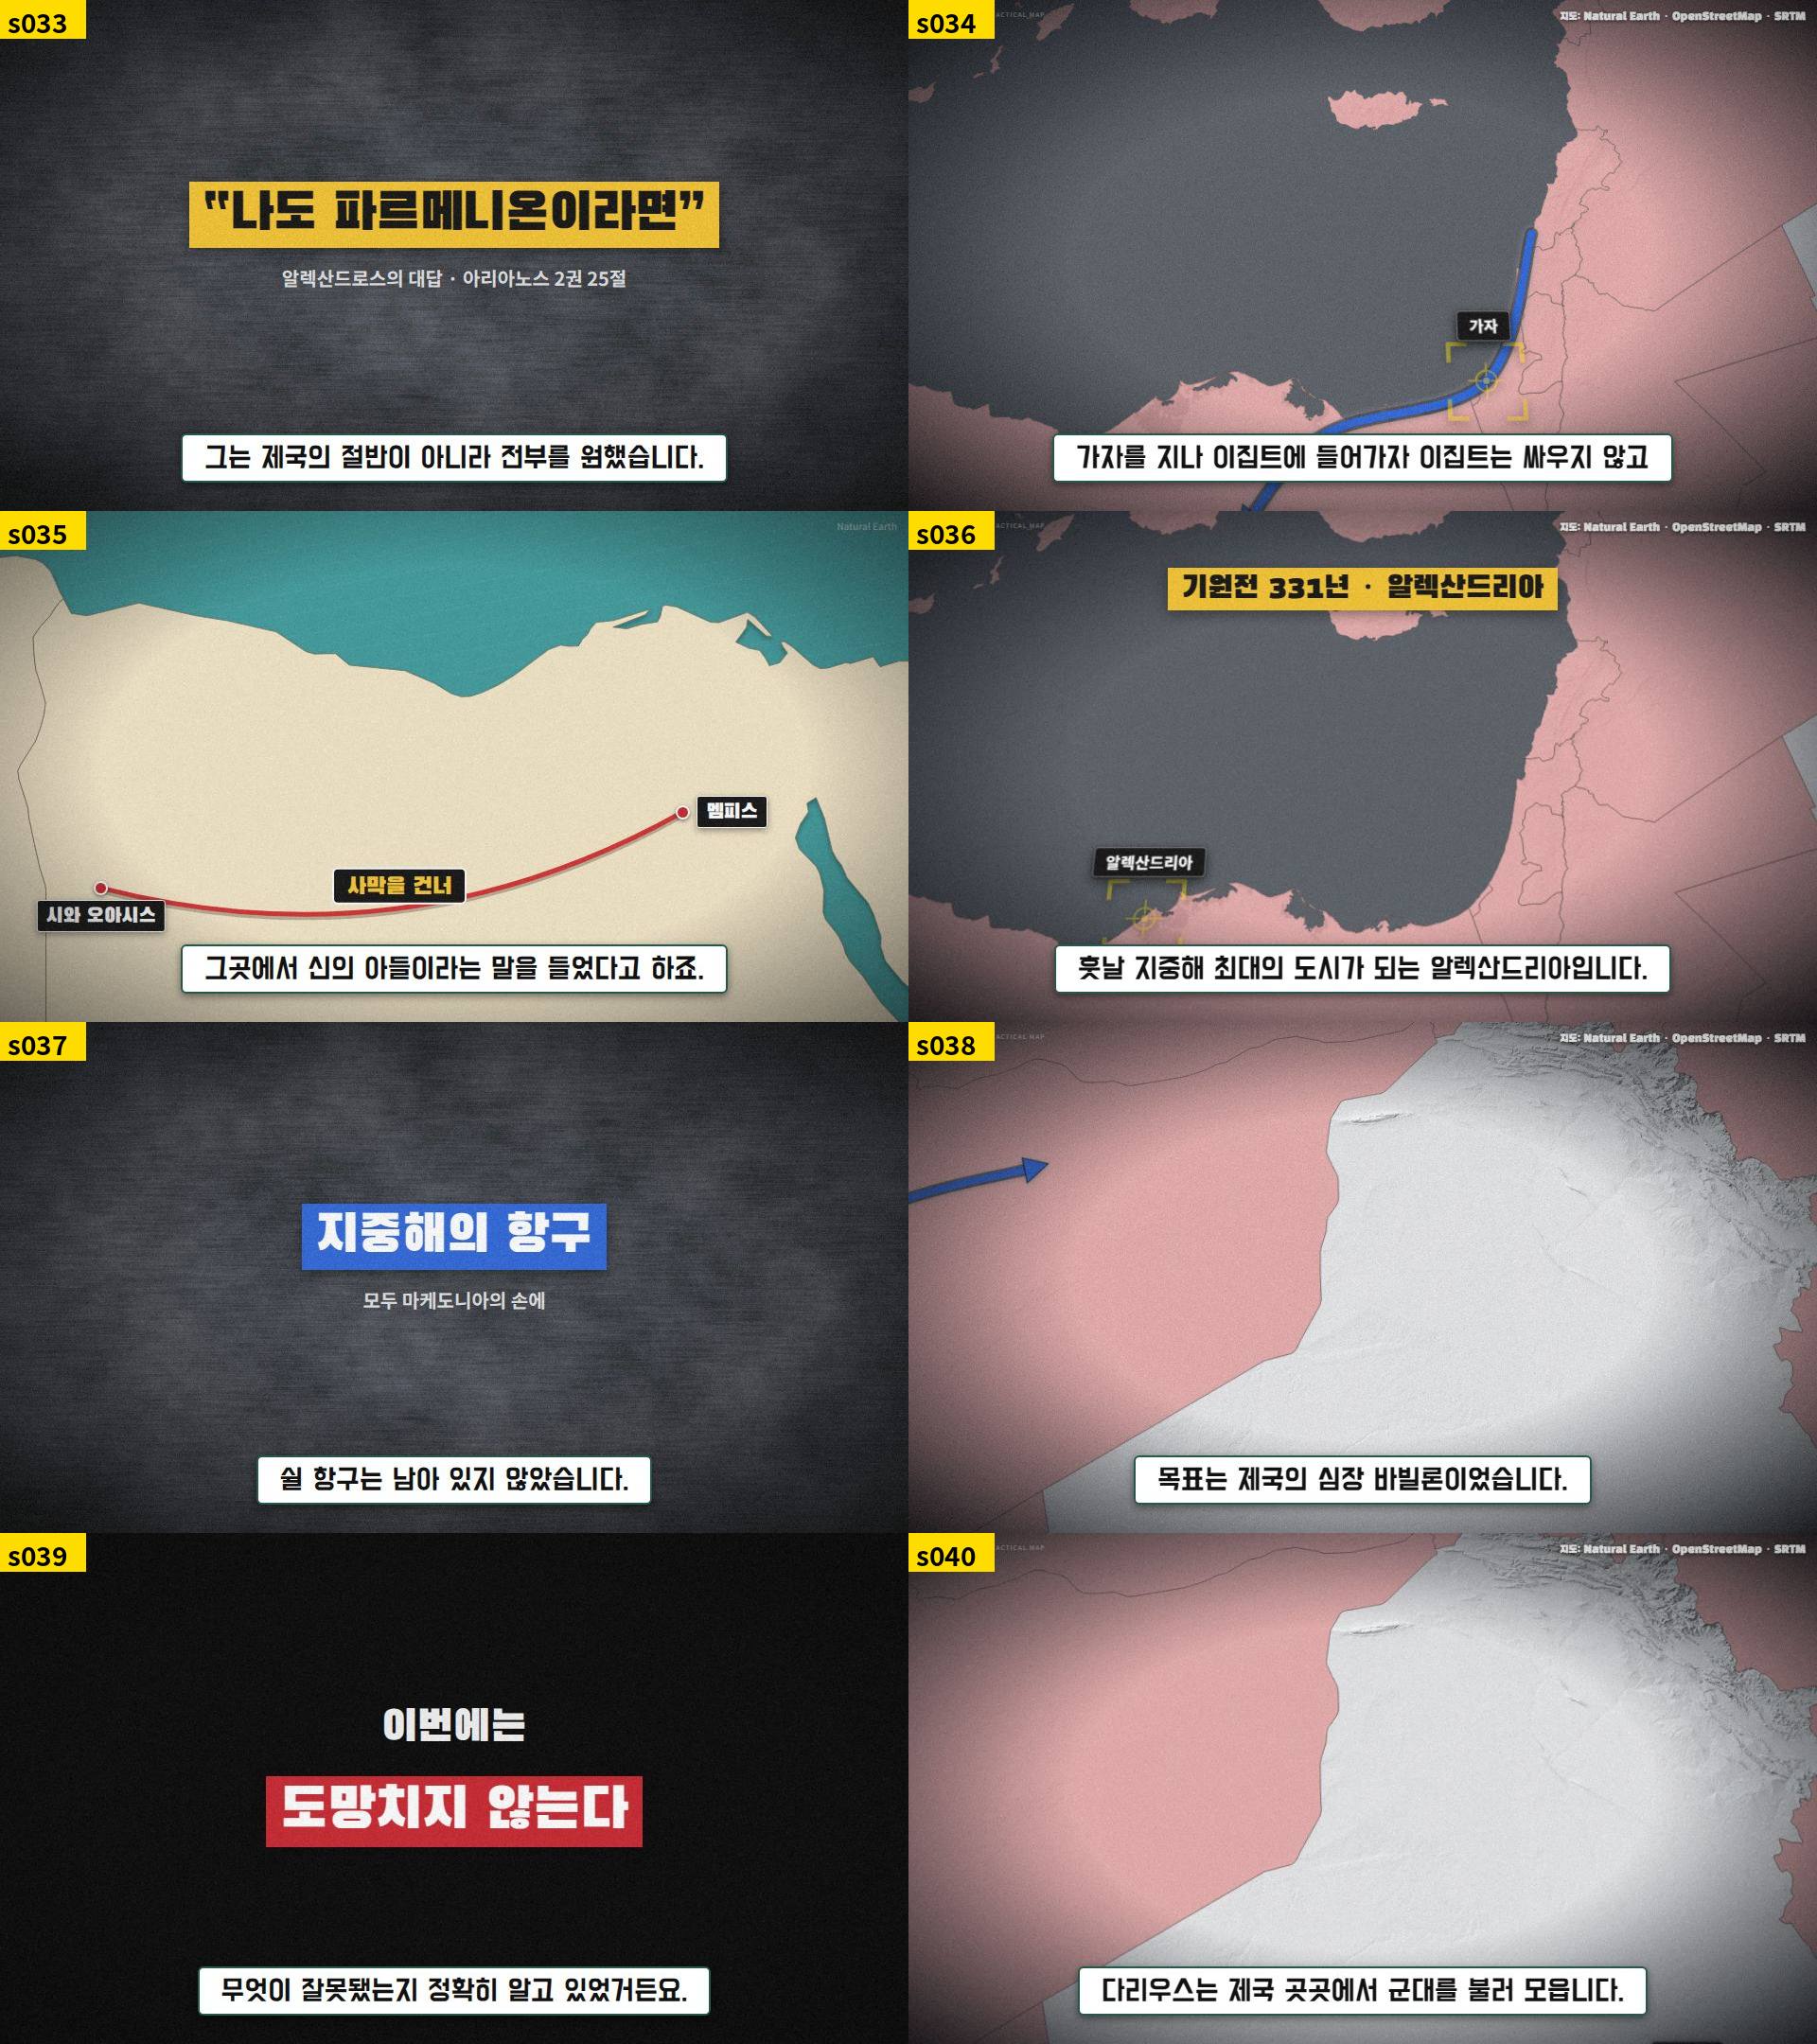 s033
“나도 파르메니온이라면”
알렉산드로스의 대답 · 아리아노스 2권 25절
그는 제국의 절반이 아니라 전부를 원했습니다.
s034
ACTICAL MAP
지도: Natural Earth · OpenStreetMap · SRTM
가자
가자를 지나 이집트에 들어가자 이집트는 싸우지 않고
s035
Natural Earth
멤피스
사막을 건너
시와 오아시스
그곳에서 신의 아들이라는 말을 들었다고 하죠.
s036
ACTICAL MAP
지도: Natural Earth · OpenStreetMap · SRTM
기원전 331년 · 알렉산드리아
알렉산드리아
훗날 지중해 최대의 도시가 되는 알렉산드리아입니다.
s037
지중해의 항구
모두 마케도니아의 손에
쉴 항구는 남아 있지 않았습니다.
s038
ACTICAL MAP
지도: Natural Earth · OpenStreetMap · SRTM
목표는 제국의 심장 바빌론이었습니다.
s039
이번에는
도망치지 않는다
무엇이 잘못됐는지 정확히 알고 있었거든요.
s040
ACTICAL MAP
지도: Natural Earth · OpenStreetMap · SRTM
다리우스는 제국 곳곳에서 군대를 불러 모읍니다.